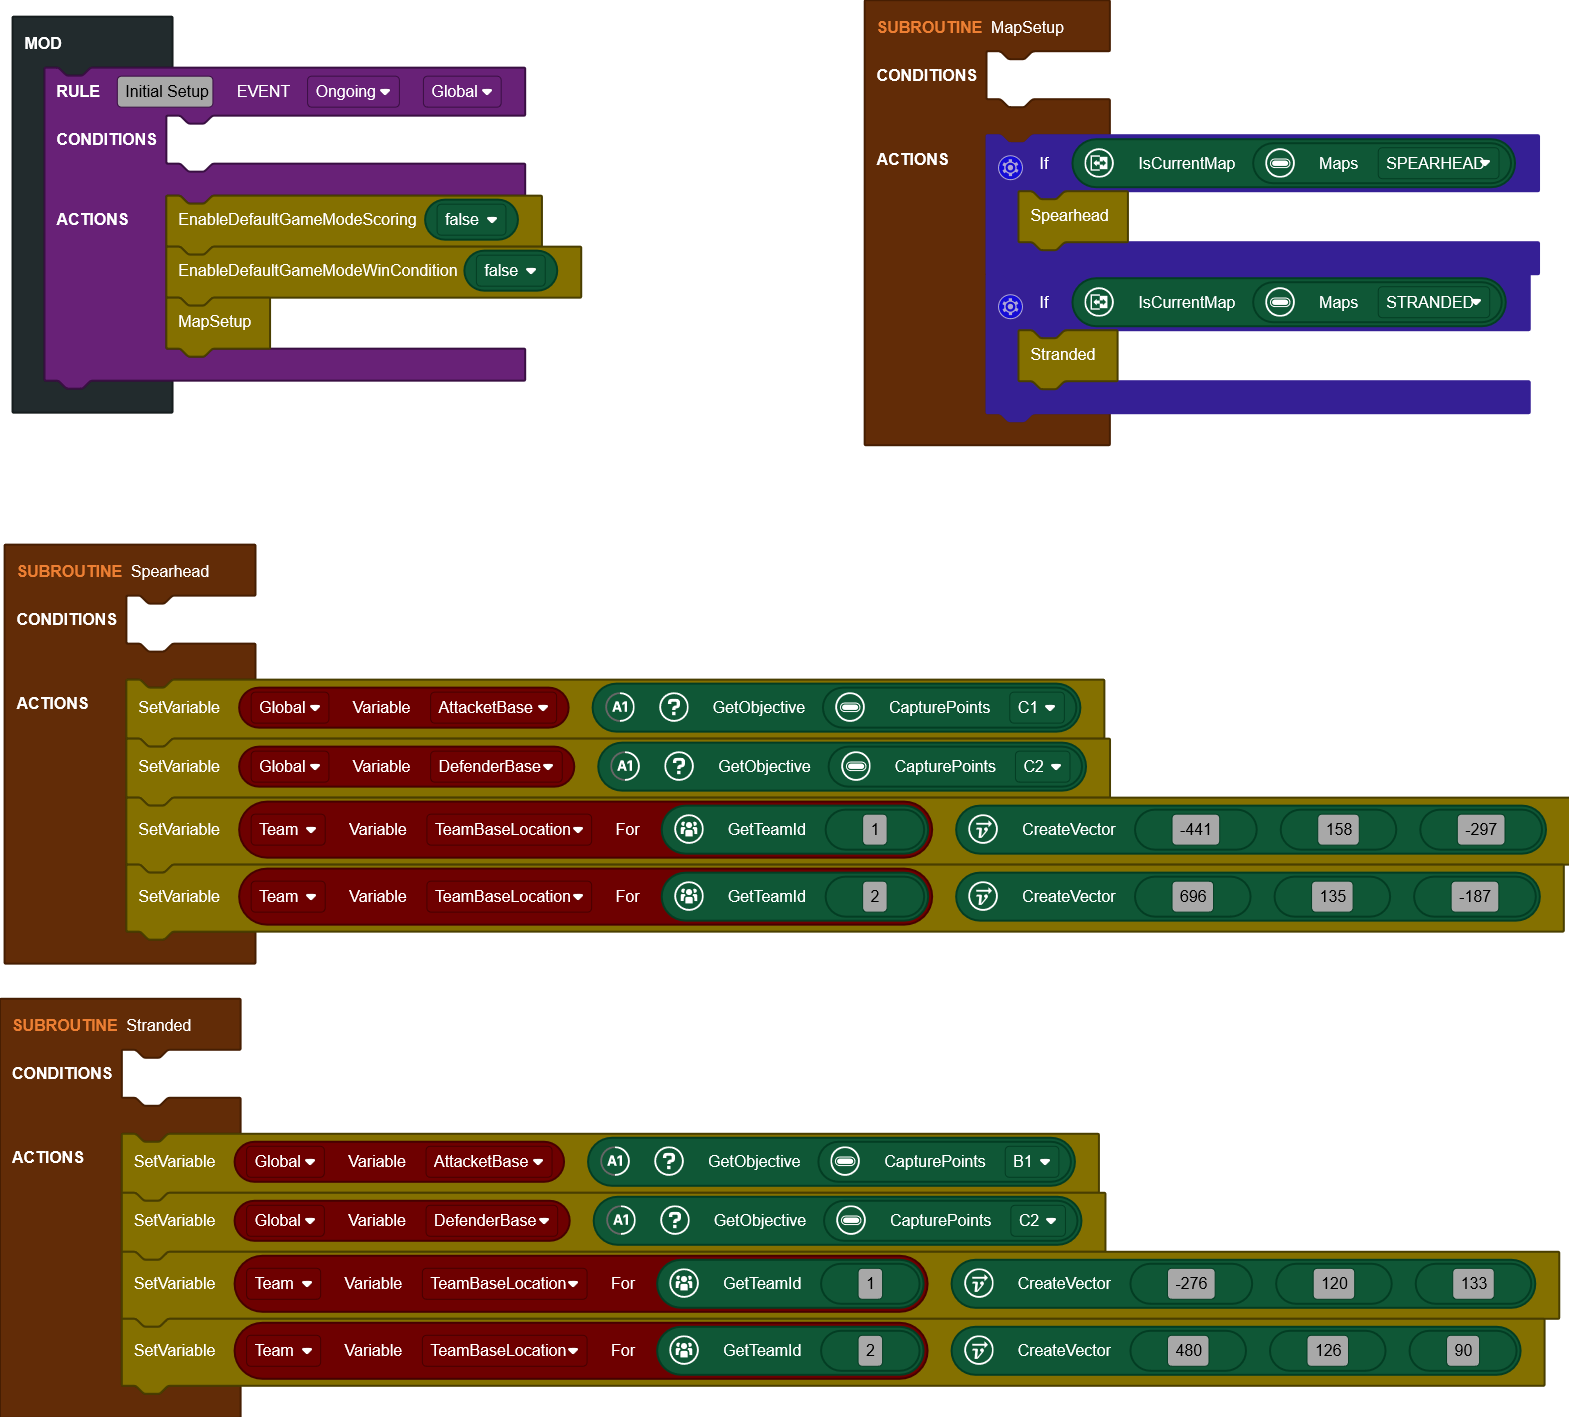 MOD
RULE Initial Setup EVENT Ongoing Global
CONDITIONS
ACTIONS EnableDefaultGameModeScoring false
EnableDefaultGameModeWinCondition false
MapSetup
SUBROUTINE MapSetup
CONDITIONS
ACTIONS If IsCurrentMap Maps SPEARHEAD
Spearhead
If IsCurrentMap Maps STRANDED
Stranded
SUBROUTINE Spearhead
CONDITIONS
ACTIONS SetVariable Global Variable AttacketBase A1 ? GetObjective CapturePoints C1
SetVariable Global Variable DefenderBase A1 ? GetObjective CapturePoints C2
SetVariable Team Variable TeamBaseLocation For GetTeamId 1 CreateVector -441 158 -297
SetVariable Team Variable TeamBaseLocation For GetTeamId 2 CreateVector 696 135 -187
SUBROUTINE Stranded
CONDITIONS
ACTIONS SetVariable Global Variable AttacketBase A1 ? GetObjective CapturePoints B1
SetVariable Global Variable DefenderBase A1 ? GetObjective CapturePoints C2
SetVariable Team Variable TeamBaseLocation For GetTeamId 1 CreateVector -276 120 133
SetVariable Team Variable TeamBaseLocation For GetTeamId 2 CreateVector 480 126 90